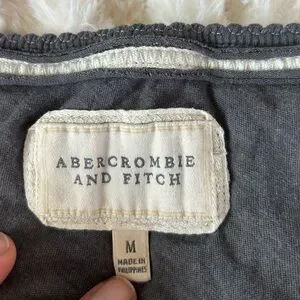 ABERCROMBIE
AND FITCH
M
MADE IN
PHILIPPINES